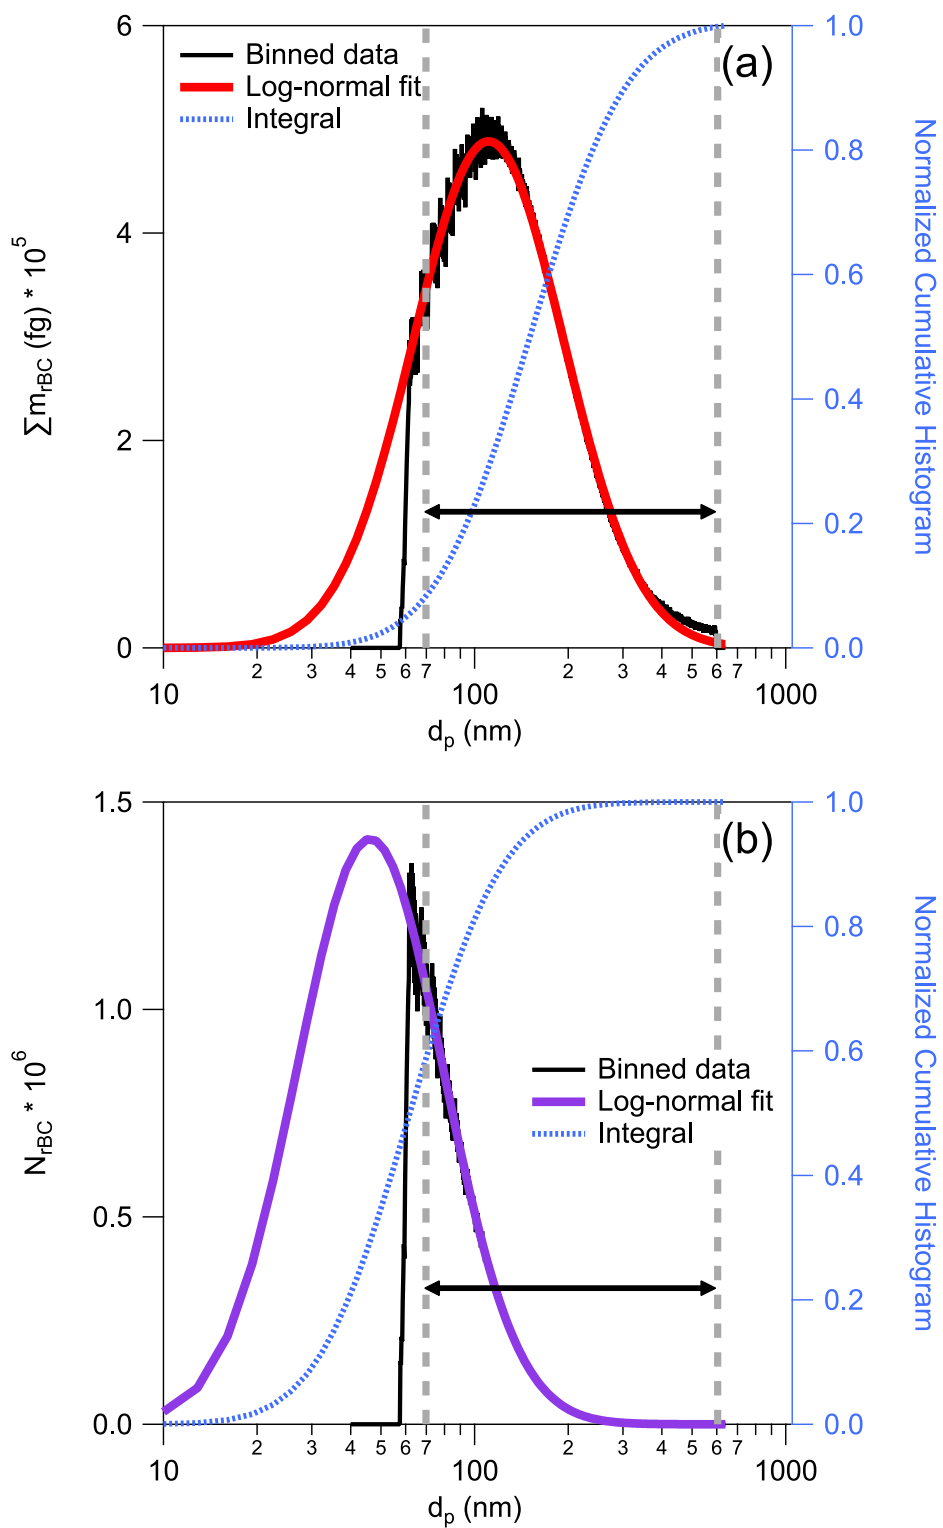 6
4
2
0
Binned data
Log-normal fit
Integral
(a)
1.0
0.8
0.6
0.4
0.2
0.0
∑m_rBC (fg) * 10^5
Normalized Cumulative Histogram
2 3 4 5 6 7 2 3 4 5 6 7
10 100 1000
d_p (nm)
1.5
1.0
0.5
0.0
(b)
1.0
0.8
0.6
0.4
0.2
0.0
Binned data
Log-normal fit
Integral
N_rBC * 10^6
Normalized Cumulative Histogram
2 3 4 5 6 7 2 3 4 5 6 7
10 100 1000
d_p (nm)